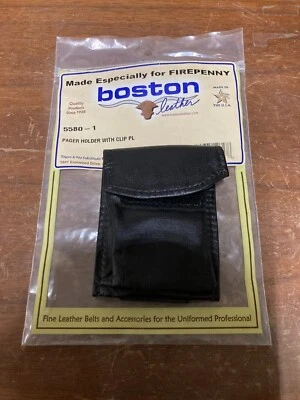 Made Especially for FIREPENNY
boston
leather
Quality
Products
Since 1938
MADE IN
THE U.S.A.
5580-1
PAGER HOLDER WITH CLIP PL
Fine Leather Belts and Accessories for the Uniformed Professional